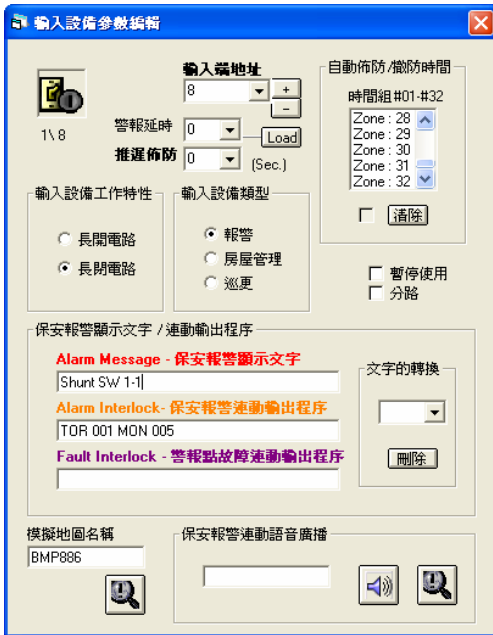 輸入設備參數編輯
1\ 8
輸入端地址
8
+
-
警報延時
0
Load
推遲佈防
0
(Sec.)
自動佈防/撤防時間
時間組#01-#32
Zone : 28
Zone : 29
Zone : 30
Zone : 31
Zone : 32
清除
輸入設備工作特性
長開電路
長閉電路
輸入設備類型
報警
房屋管理
巡更
暫停使用
分路
保安報警顯示文字 / 連動輸出程序
Alarm Message - 保安報警顯示文字
Shunt SW 1-1
Alarm Interlock- 保安報警連動輸出程序
TOR 001 MON 005
Fault Interlock - 警報點故障連動輸出程序
文字的轉換
刪除
模擬地圖名稱
BMP886
保安報警連動語音廣播